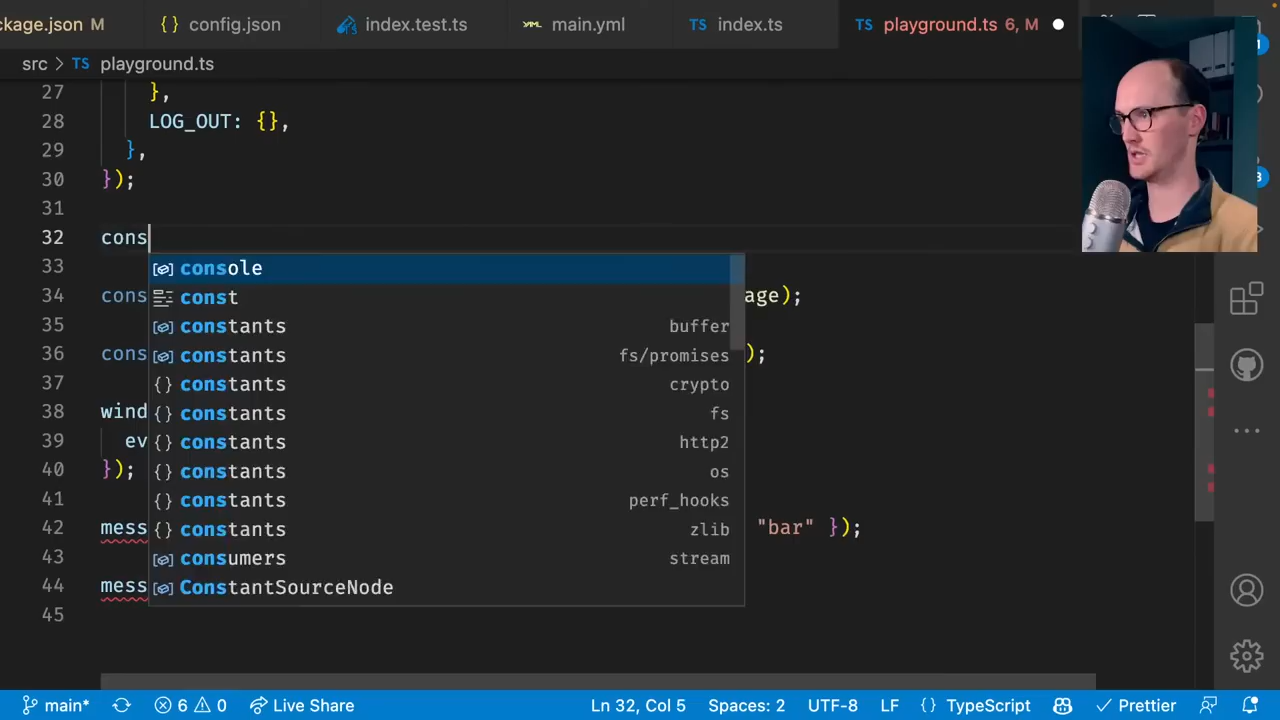 ckage.json M config.json index.test.ts YML main.yml TS index.ts TS playground.ts 6, M
src > TS playground.ts
27 },
28 LOG_OUT: {},
29 },
30 });
31
32 cons
33 console
34 cons const age);
35 constants buffer
36 cons constants fs/promises );
37 constants crypto
38 wind constants fs
39 ev constants http2
40 }); constants os
41 constants perf_hooks
42 mess constants zlib "bar" });
43 consumers stream
44 mess ConstantSourceNode
45
main* 6 0 Live Share Ln 32, Col 5 Spaces: 2 UTF-8 LF {} TypeScript Prettier